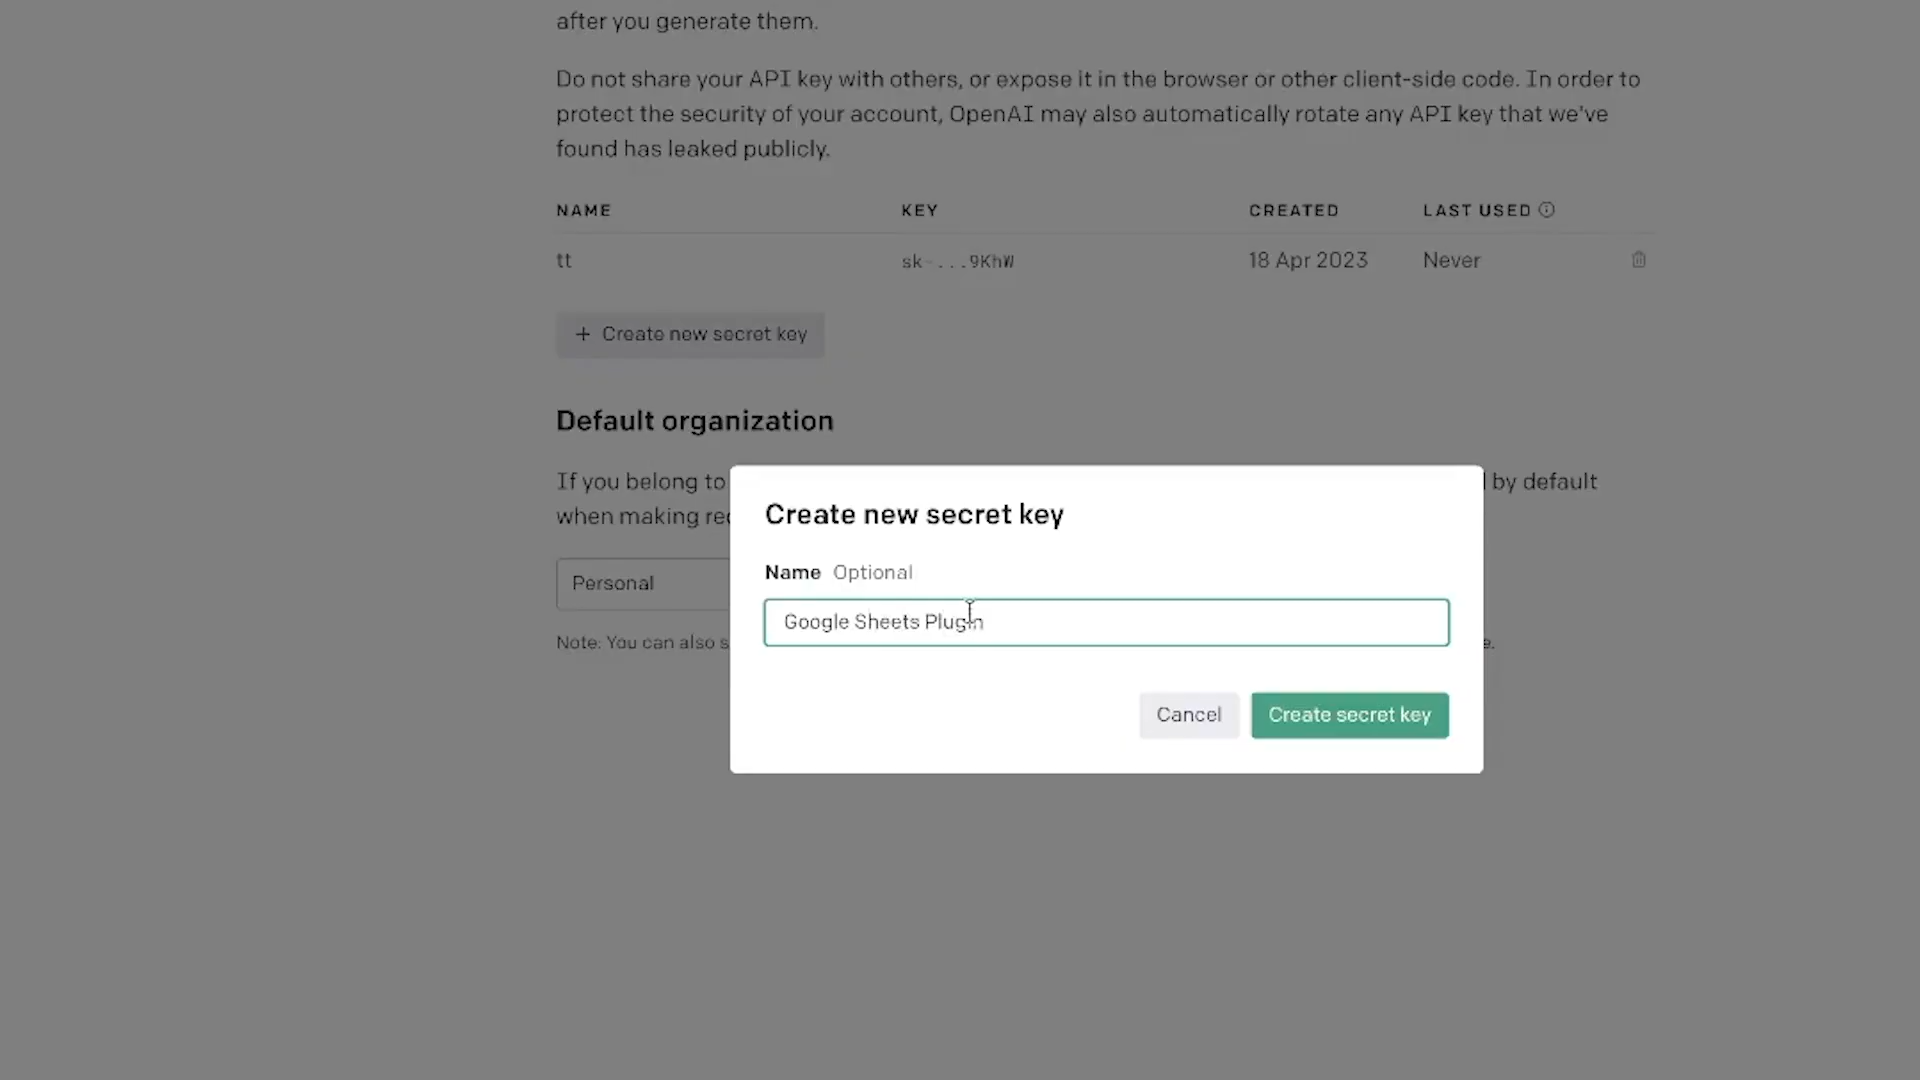 after you generate them.
Do not share your API key with others, or expose it in the browser or other client-side code. In order to
protect the security of your account, OpenAI may also automatically rotate any API key that we've
found has leaked publicly.
NAME KEY CREATED LAST USED
tt sk-...9KhW 18 Apr 2023 Never
+ Create new secret key
Default organization
If you belong to by default
when making
Personal
Note: You can also
Create new secret key
Name Optional
Google Sheets Plugin
Cancel Create secret key